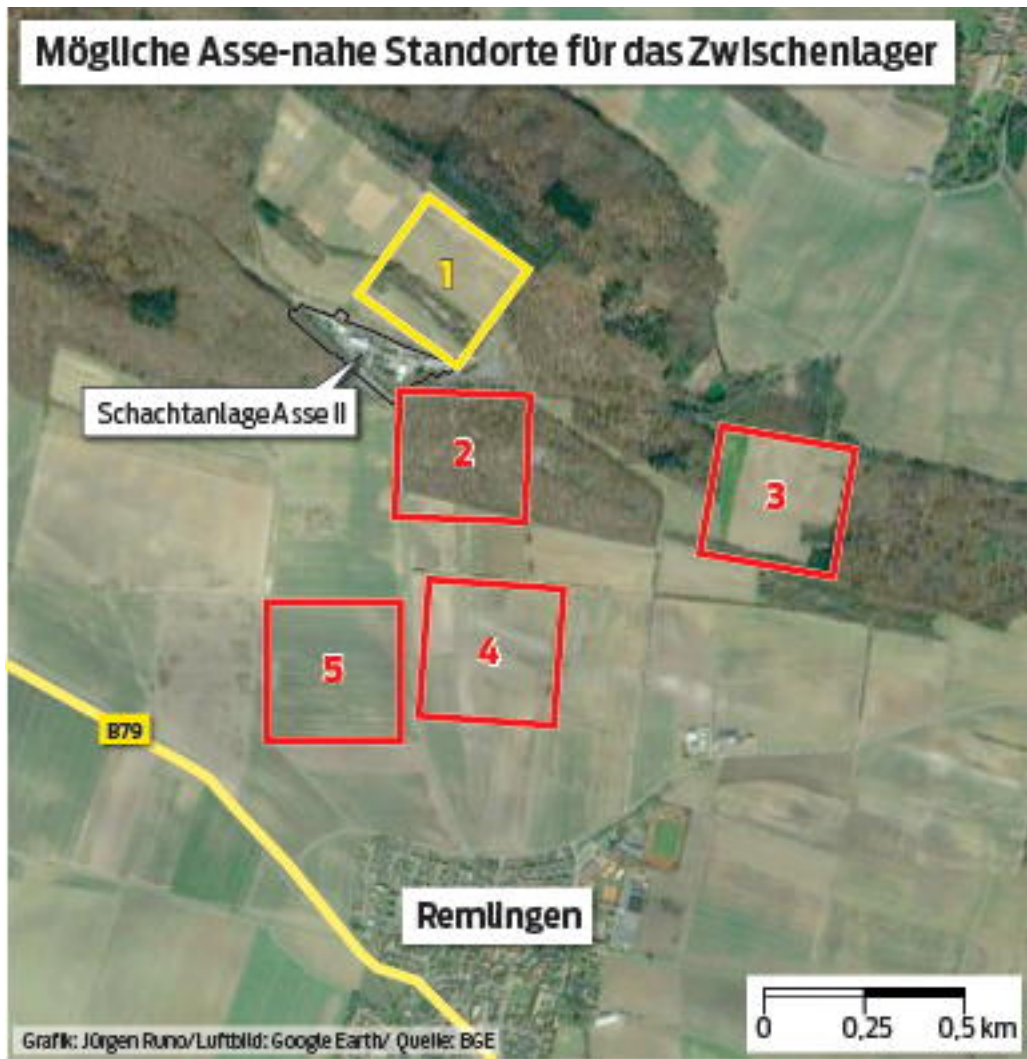 Mögliche Asse-nahe Standorte für das Zwischenlager
1
Schachtanlage Asse II
2
3
4
5
B79
Remlingen
0 0,25 0,5 km
Grafik: Jürgen Runo/Luftbild: Google Earth/ Quelle: BGE